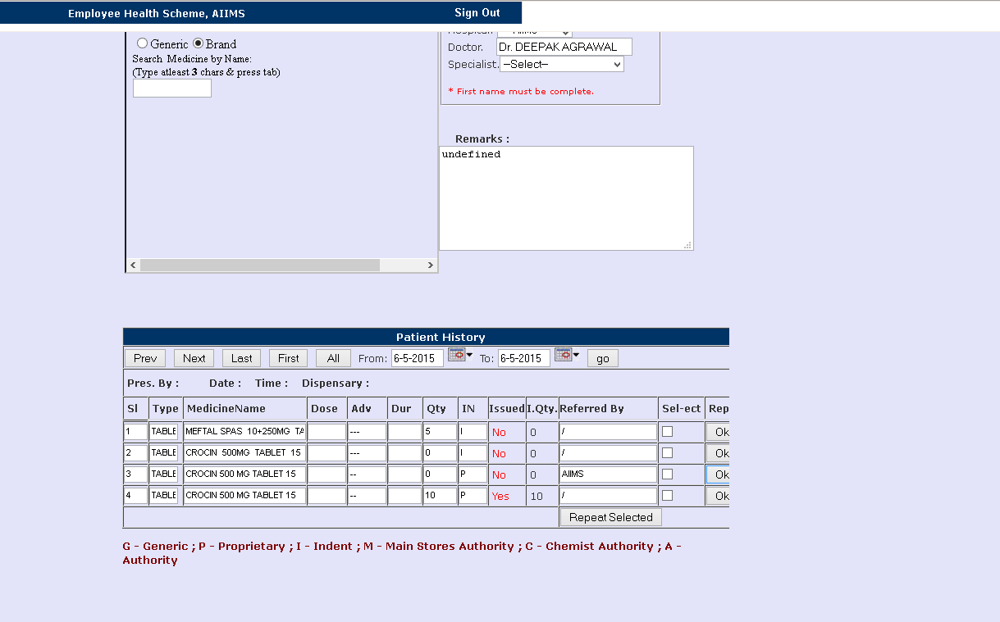 Employee Health Scheme, AIIMS Sign Out
Generic Brand
Search Medicine by Name:
(Type atleast 3 chars & press tab)
Doctor. Dr. DEEPAK AGRAWAL
Specialist. --Select--
* First name must be complete.
Remarks :
undefined
Patient History
Prev Next Last First All From: 6-5-2015 To: 6-5-2015 go
Pres. By : Date : Time : Dispensary :
Sl Type MedicineName Dose Adv Dur Qty IN Issued I.Qty. Referred By Sel-ect Rep
1 TABLE MEFTAL SPAS 10+250MG TA --- 5 I No 0 / Ok
2 TABLE CROCIN 500MG TABLET 15 --- 0 I No 0 / Ok
TABLE CROCIN 500 MG TABLET 15 -- 0 P No 0 AIIMS Ok
4 TABLE CROCIN 500 MG TABLET 15 -- 10 P Yes 10 / Ok
Repeat Selected
G - Generic ; P - Proprietary ; I - Indent ; M - Main Stores Authority ; C - Chemist Authority ; A -
Authority